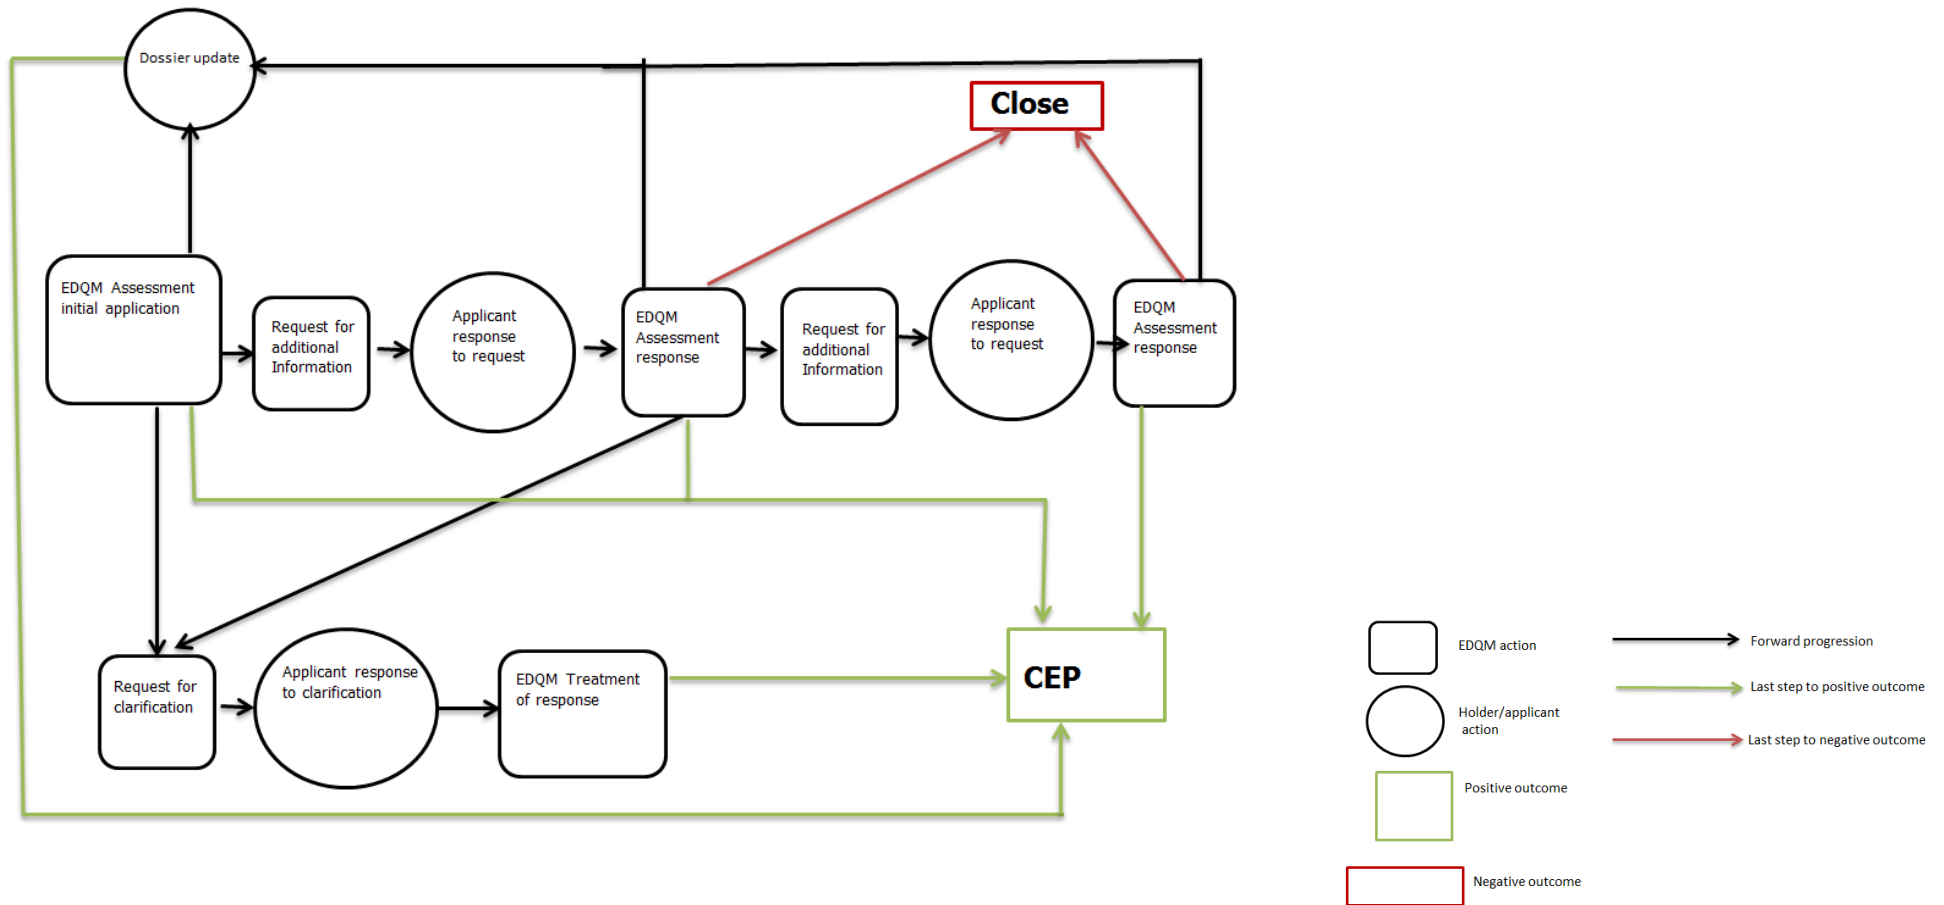 Dossier update
Close
EDQM Assessment
initial application
Request for
additional
Information
Applicant
response
to request
EDQM
Assessment
response
Request for
additional
Information
Applicant
response
to request
EDQM
Assessment
response
Request for
clarification
Applicant response
to clarification
EDQM Treatment
of response
CEP
EDQM action
Forward progression
Last step to positive outcome
Holder/applicant
action
Last step to negative outcome
Positive outcome
Negative outcome